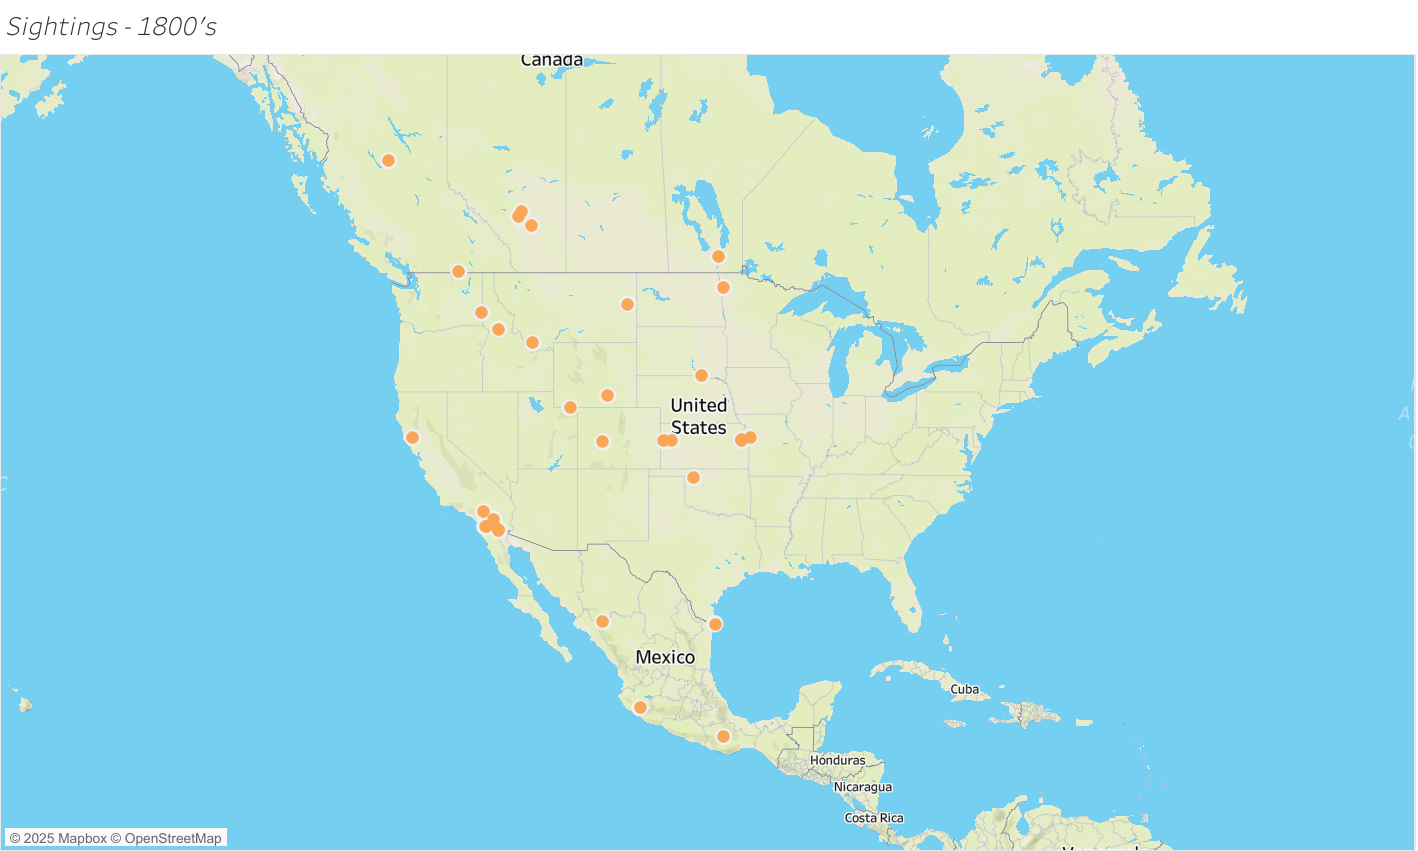 Sightings - 1800's
Canada
United
States
Mexico
Cuba
Honduras
Nicaragua
Costa Rica
© 2025 Mapbox © OpenStreetMap